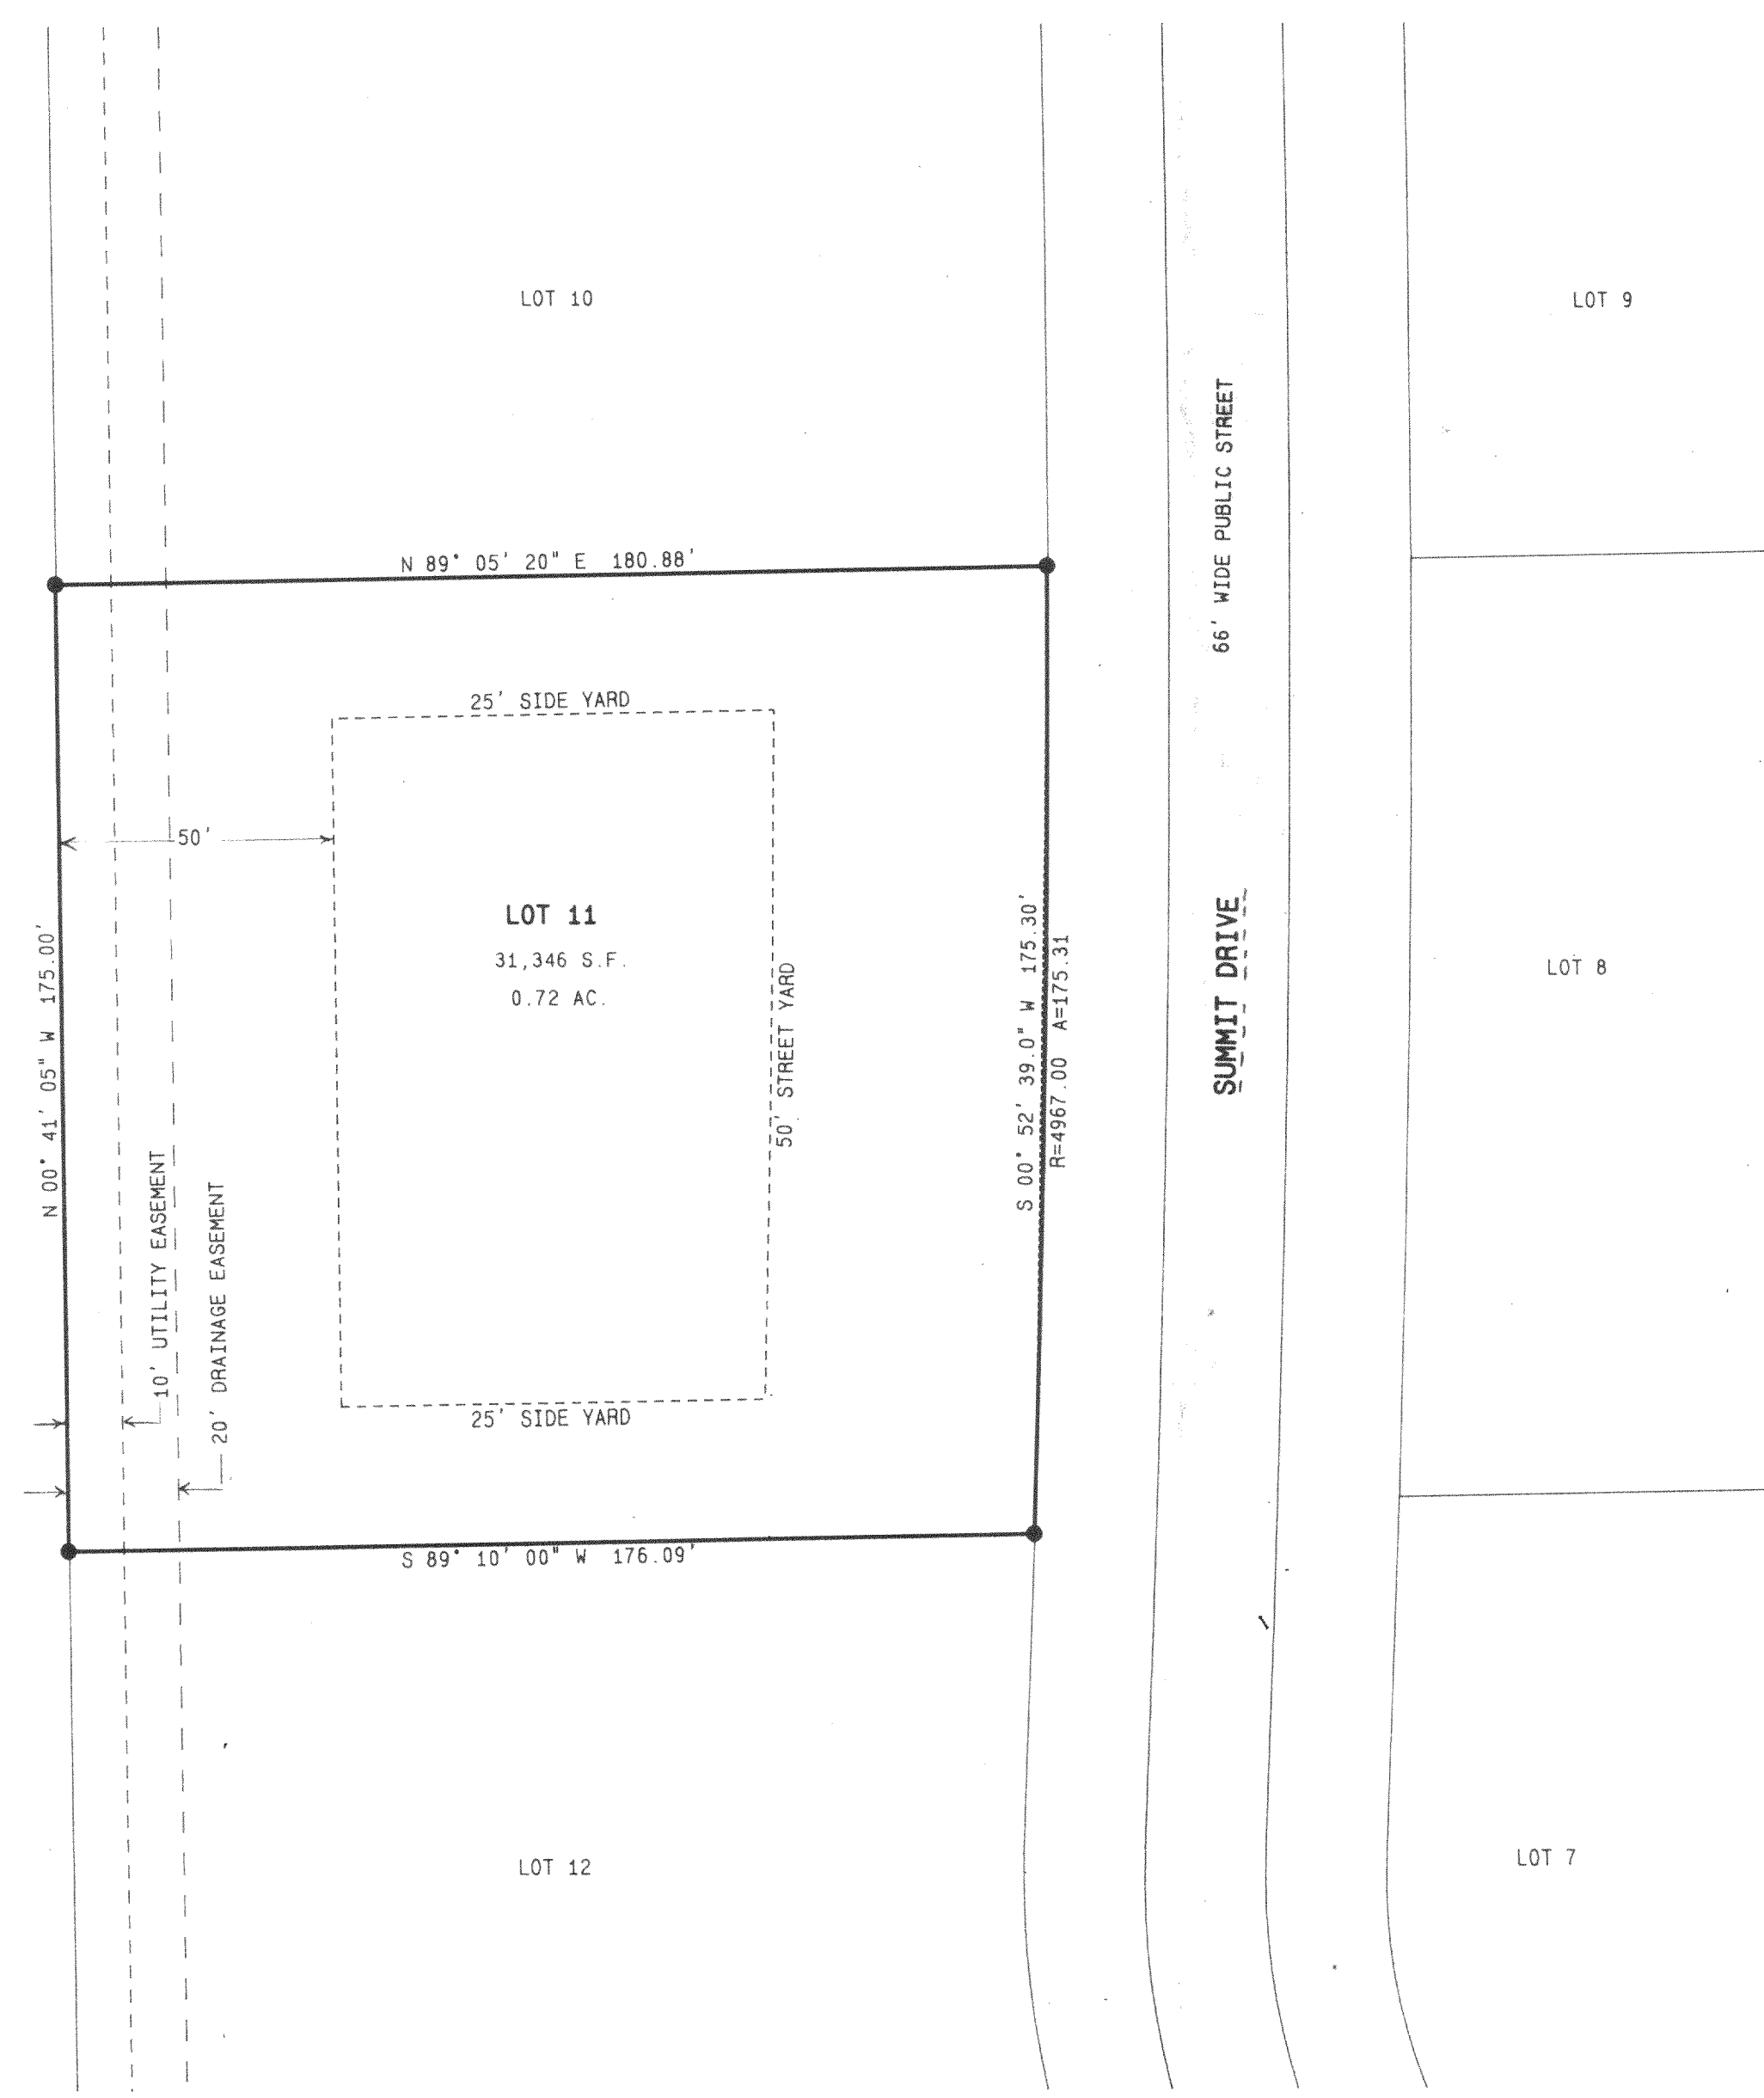 LOT 10
LOT 9
66' WIDE PUBLIC STREET
N 89° 05' 20" E 180.88'
25' SIDE YARD
50'
LOT 11
31,346 S.F.
0.72 AC.
N 00° 41' 05" W 175.00'
50' STREET YARD
S 00° 52' 39.0" W 175.30'
R=4967.00 A=175.31
SUMMIT DRIVE
LOT 8
10' UTILITY EASEMENT
20' DRAINAGE EASEMENT
25' SIDE YARD
S 89° 10' 00" W 176.09'
LOT 12
LOT 7